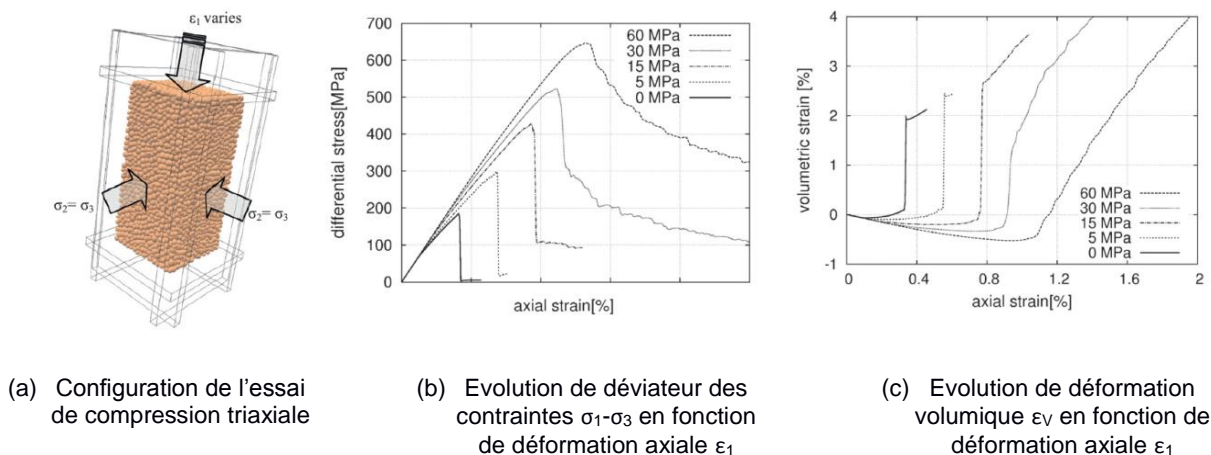 ε1 varies
σ2= σ3
σ2= σ3
differential stress[MPa]
700
600
500
400
300
200
100
0
60 MPa
30 MPa
15 MPa
5 MPa
0 MPa
axial strain[%]
volumetric strain [%]
4
3
2
1
0
-1
60 MPa
30 MPa
15 MPa
5 MPa
0 MPa
0 0.4 0.8 1.2 1.6 2
axial strain[%]
(a) Configuration de l’essai
de compression triaxiale
(b) Evolution de déviateur des
contraintes σ1-σ3 en fonction
de déformation axiale ε1
(c) Evolution de déformation
volumique εV en fonction de
déformation axiale ε1